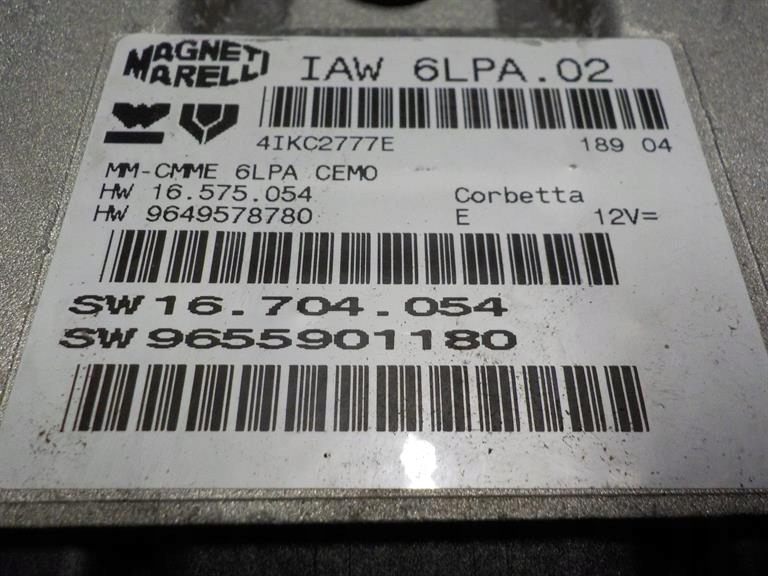 MAGNETI
MARELLI
IAW 6LPA.02
4IKC2777E 189 04
MM-CMME 6LPA CEMO
HW 16.575.054 Corbetta
HW 9649578780 E 12V=
SW 16.704.054
SW 9655901180